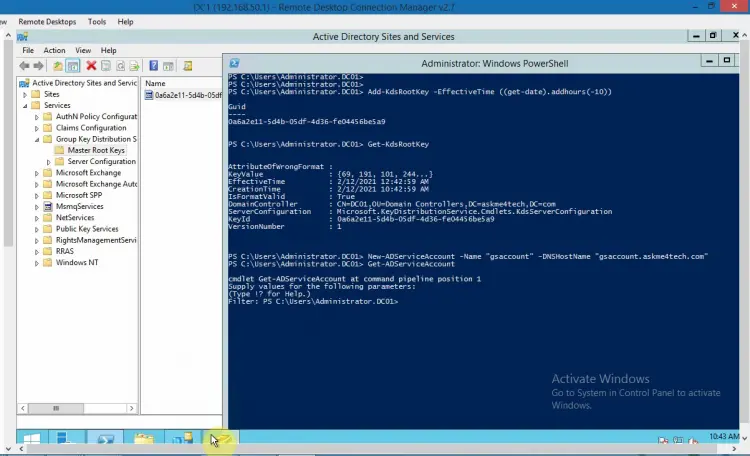 DC1 (192.168.50.1) - Remote Desktop Connection Manager v2.7
ew Remote Desktops Tools Help
Active Directory Sites and Services
File Action View Help
Active Directory Sites and Servic
Sites
Services
AuthN Policy Configurat
Claims Configuration
Group Key Distribution S
Master Root Keys
Server Configuration
Microsoft Exchange
Microsoft Exchange Auto
Microsoft SPP
MsmqServices
NetServices
Public Key Services
RightsManagementServi
RRAS
Windows NT
Name
0a6a2e11-5d4b-05df
Administrator: Windows PowerShell
PS C:\Users\Administrator.DC01>
PS C:\Users\Administrator.DC01>
PS C:\Users\Administrator.DC01> Add-KdsRootKey -EffectiveTime ((get-date).addhours(-10))
Guid
----
0a6a2e11-5d4b-05df-4d36-fe04456be5a9
PS C:\Users\Administrator.DC01> Get-KdsRootKey
AttributeOfWrongFormat :
KeyValue : {69, 191, 101, 244...}
EffectiveTime : 2/12/2021 12:42:59 AM
CreationTime : 2/12/2021 10:42:59 AM
IsFormatValid : True
DomainController : CN=DC01,OU=Domain Controllers,DC=askme4tech,DC=com
ServerConfiguration : Microsoft.KeyDistributionService.Cmdlets.KdsServerConfiguration
KeyId : 0a6a2e11-5d4b-05df-4d36-fe04456be5a9
VersionNumber : 1
PS C:\Users\Administrator.DC01> New-ADServiceAccount -Name "gsaccount" -DNSHostName "gsaccount.askme4tech.com"
PS C:\Users\Administrator.DC01> Get-ADServiceAccount
cmdlet Get-ADServiceAccount at command pipeline position 1
Supply values for the following parameters:
(Type !? for Help.)
Filter: PS C:\Users\Administrator.DC01>
Activate Windows
Go to System in Control Panel to activate
Windows.
10:43 AM